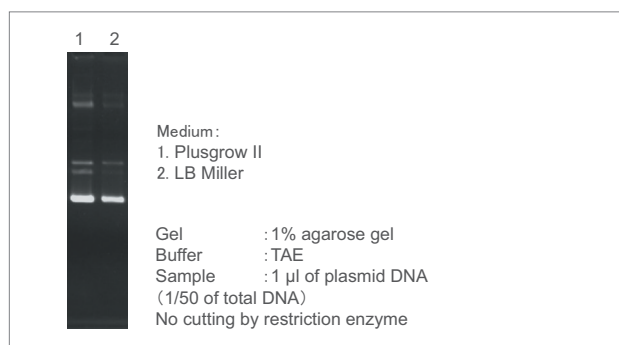 1 2
Medium:
1. Plusgrow II
2. LB Miller
Gel :1% agarose gel
Buffer :TAE
Sample :1 µl of plasmid DNA
(1/50 of total DNA)
No cutting by restriction enzyme